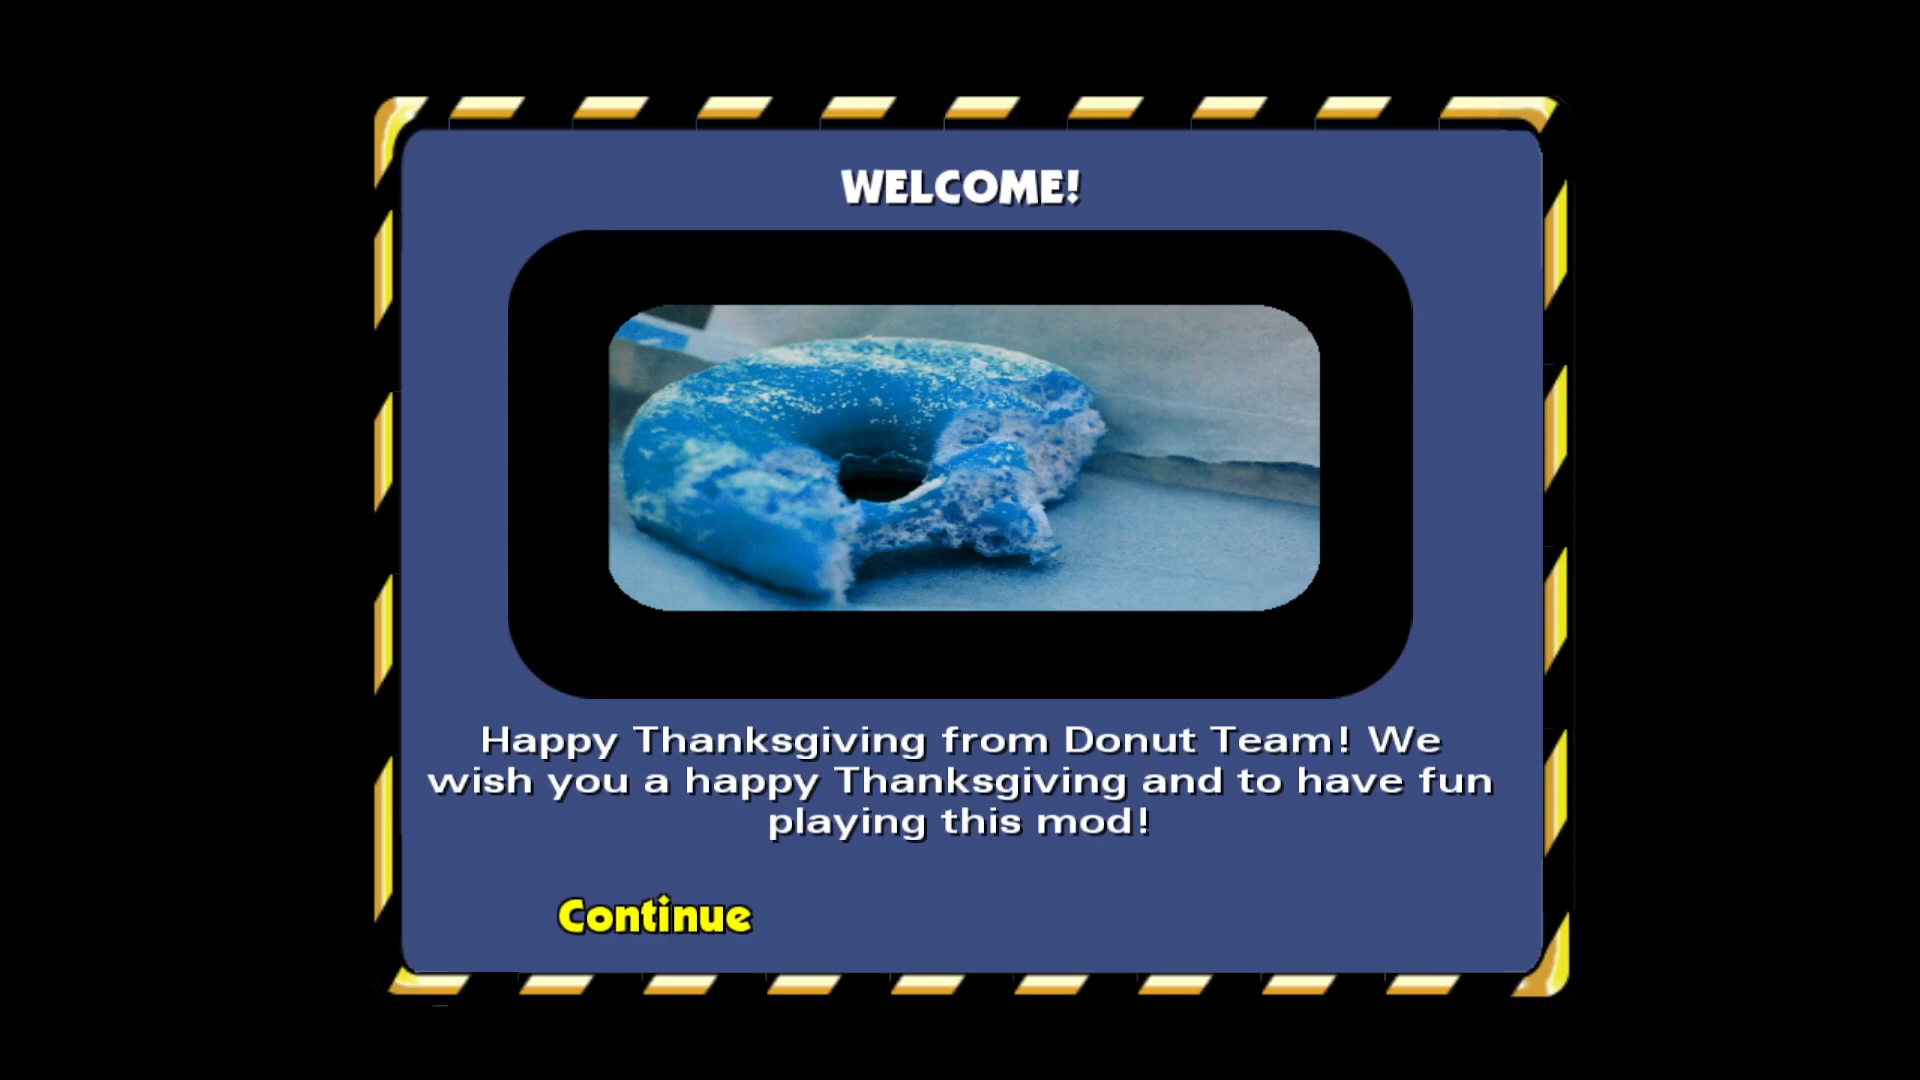 WELCOME!
Happy Thanksgiving from Donut Team! We
wish you a happy Thanksgiving and to have fun
playing this mod!
Continue